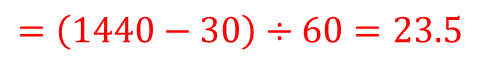 = (1440 − 30) ÷ 60 = 23.5